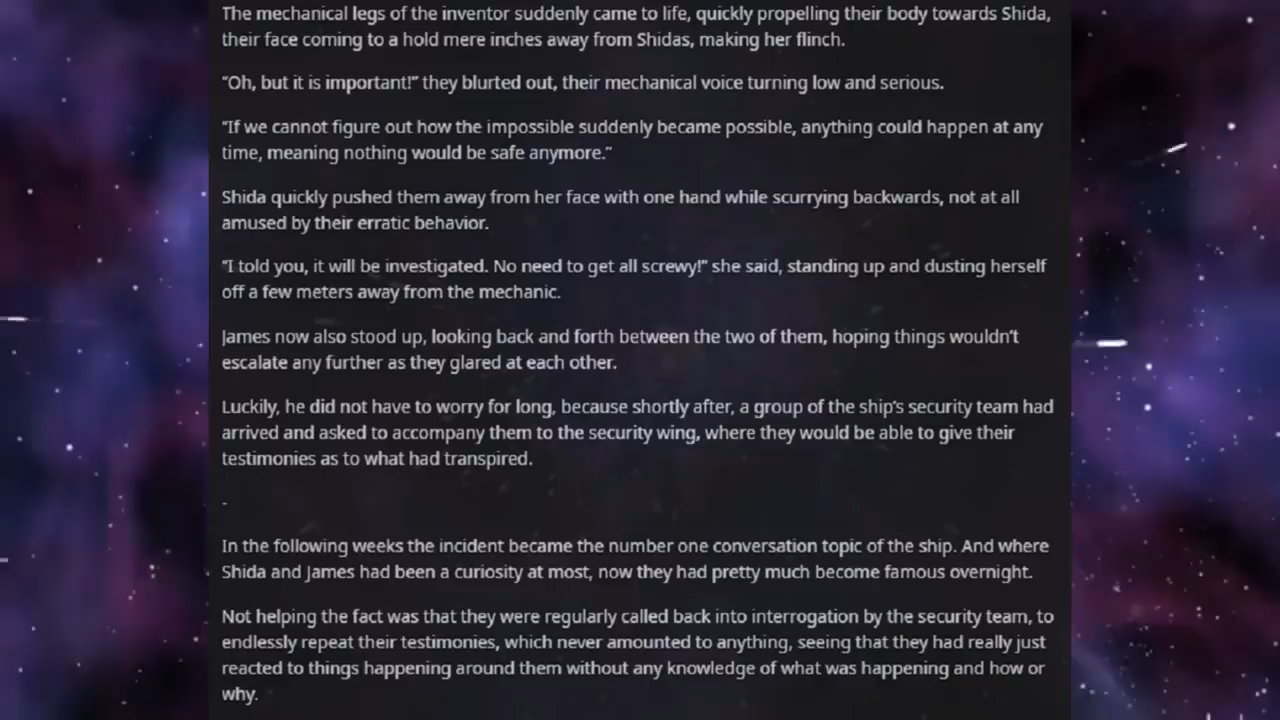 The mechanical legs of the inventor suddenly came to life, quickly propelling their body towards Shida,
their face coming to a hold mere inches away from Shidas, making her flinch.
“Oh, but it is important!” they blurted out, their mechanical voice turning low and serious.
“If we cannot figure out how the impossible suddenly became possible, anything could happen at any
time, meaning nothing would be safe anymore.”
Shida quickly pushed them away from her face with one hand while scurrying backwards, not at all
amused by their erratic behavior.
“I told you, it will be investigated. No need to get all screwy!” she said, standing up and dusting herself
off a few meters away from the mechanic.
James now also stood up, looking back and forth between the two of them, hoping things wouldn’t
escalate any further as they glared at each other.
Luckily, he did not have to worry for long, because shortly after, a group of the ship’s security team had
arrived and asked to accompany them to the security wing, where they would be able to give their
testimonies as to what had transpired.
-
In the following weeks the incident became the number one conversation topic of the ship. And where
Shida and James had been a curiosity at most, now they had pretty much become famous overnight.
Not helping the fact was that they were regularly called back into interrogation by the security team, to
endlessly repeat their testimonies, which never amounted to anything, seeing that they had really just
reacted to things happening around them without any knowledge of what was happening and how or
why.